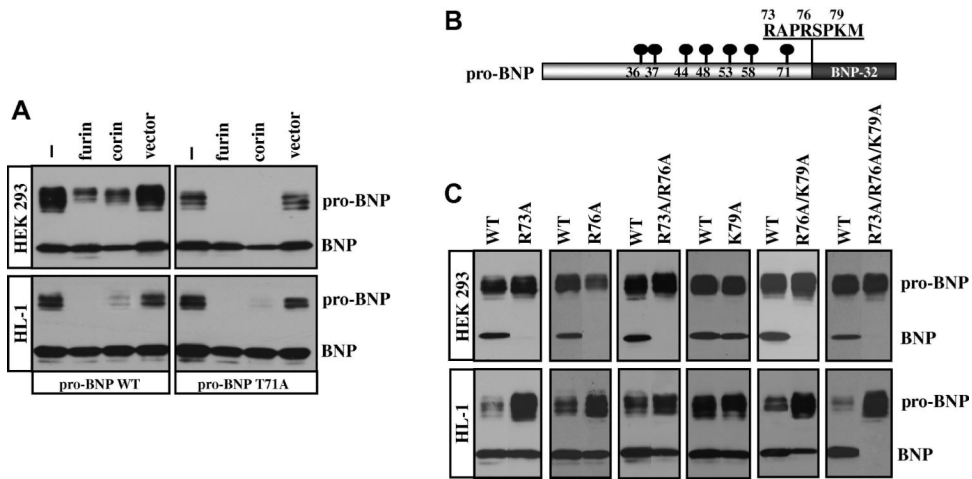 B
73 76 79
RAPRSPKM
pro-BNP
36 37 44 48 53 58 71 BNP-32
A
– furin corin vector – furin corin vector
HEK 293
pro-BNP
BNP
HL-1
pro-BNP
BNP
pro-BNP WT pro-BNP T71A
C
WT R73A WT R76A WT R73A/R76A WT K79A WT R76A/K79A WT R73A/R76A/K79A
HEK 293
pro-BNP
BNP
HL-1
pro-BNP
BNP